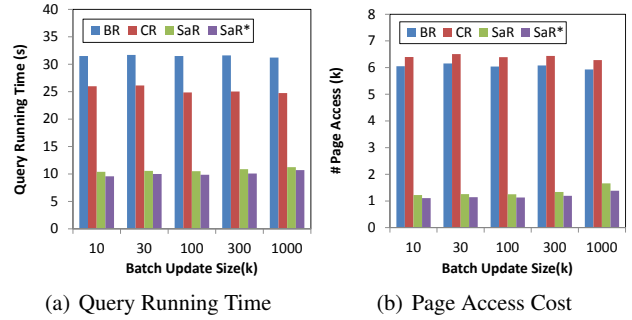 BR CR SaR SaR*
40
35
30
25
20
15
10
5
0
Query Running Time (s)
10 30 100 300 1000
Batch Update Size(k)
(a) Query Running Time
BR CR SaR SaR*
8
7
6
5
4
3
2
1
0
# Page Access (k)
10 30 100 300 1000
Batch Update Size(k)
(b) Page Access Cost